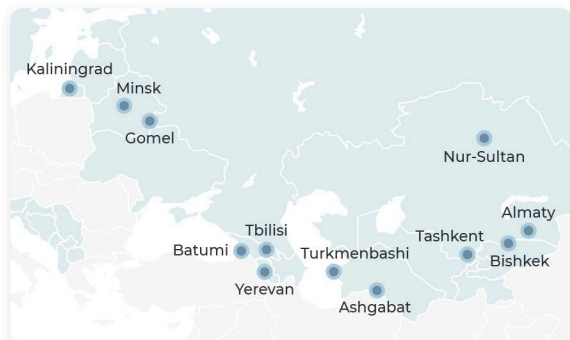 Kaliningrad
Minsk
Gomel
Nur-Sultan
Almaty
Tbilisi
Tashkent
Batumi
Turkmenbashi
Bishkek
Yerevan
Ashgabat